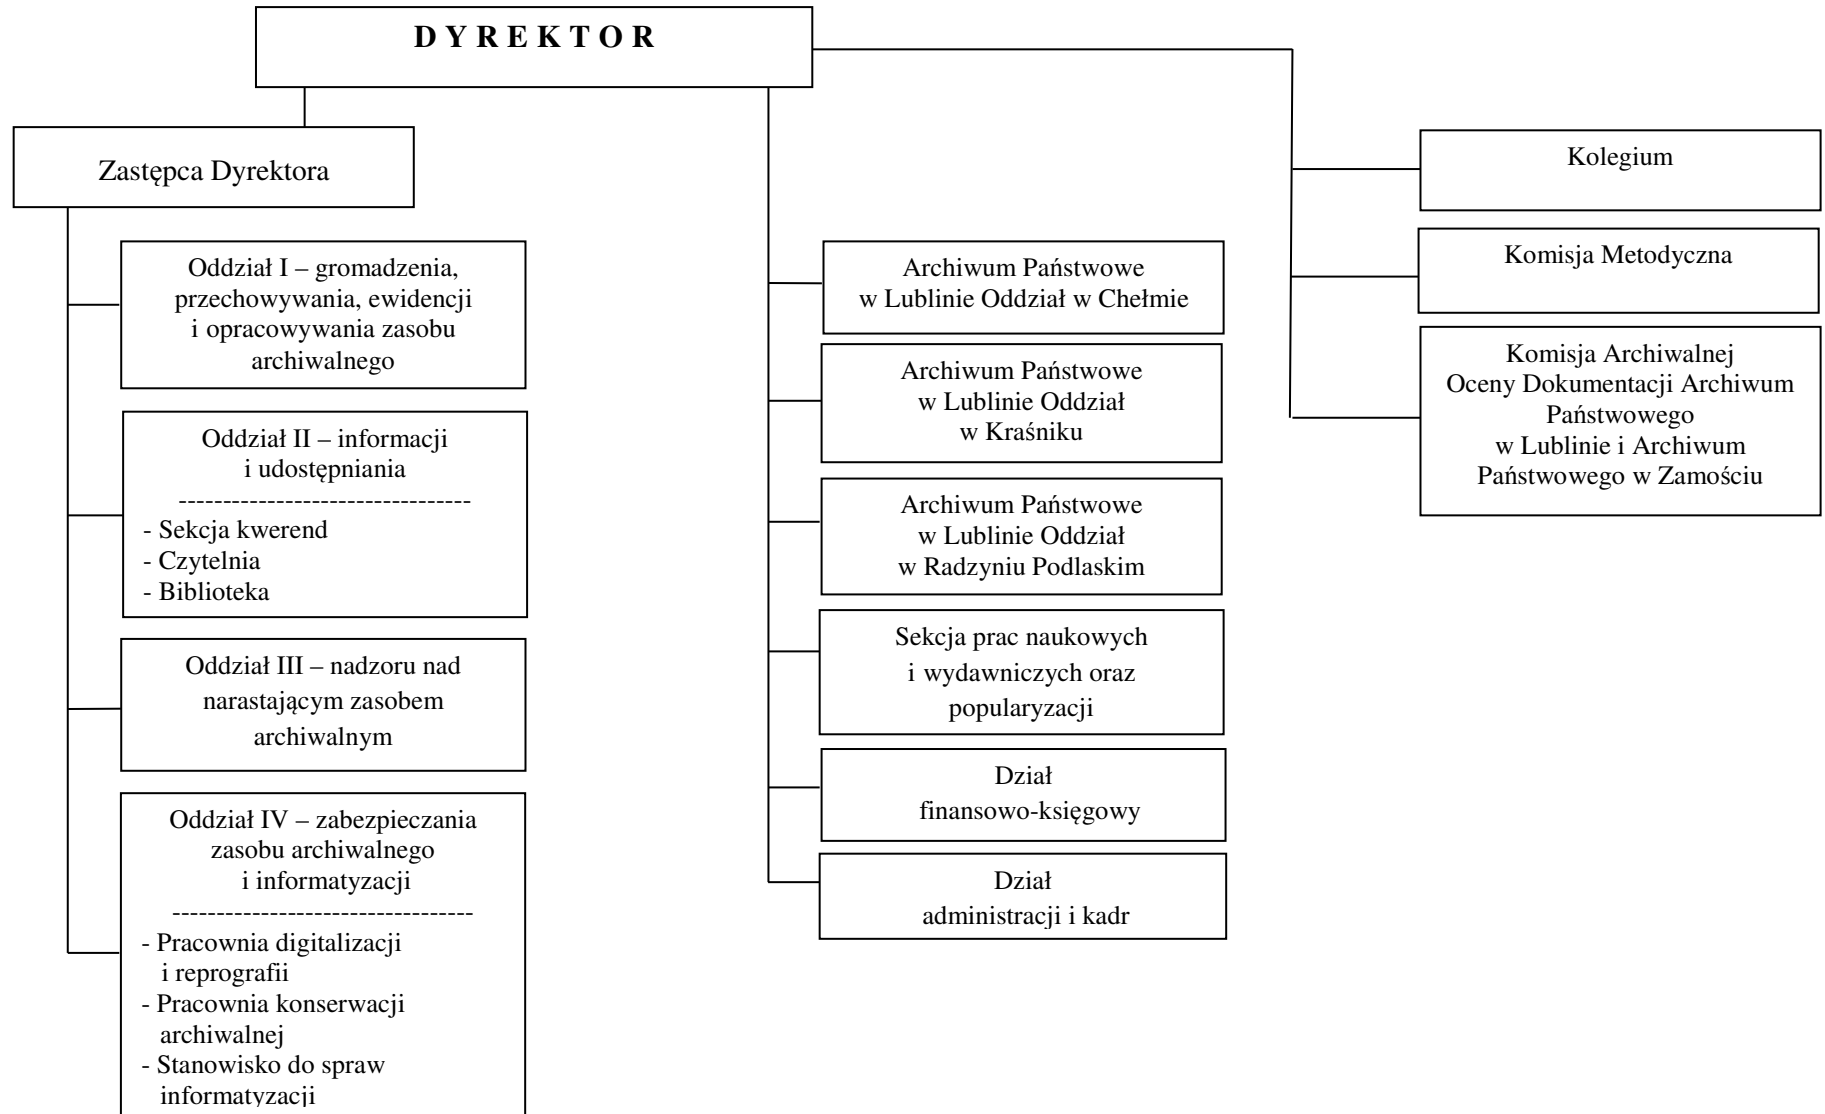 D Y R E K T O R
Zastępca Dyrektora
Oddział I – gromadzenia,
przechowywania, ewidencji
i opracowywania zasobu
archiwalnego
Oddział II – informacji
i udostępniania
---------------------------------
- Sekcja kwerend
- Czytelnia
- Biblioteka
Oddział III – nadzoru nad
narastającym zasobem
archiwalnym
Oddział IV – zabezpieczania
zasobu archiwalnego
i informatyzacji
----------------------------------
- Pracownia digitalizacji
i reprografii
- Pracownia konserwacji
archiwalnej
- Stanowisko do spraw
informatyzacji
Archiwum Państwowe
w Lublinie Oddział w Chełmie
Archiwum Państwowe
w Lublinie Oddział
w Kraśniku
Archiwum Państwowe
w Lublinie Oddział
w Radzyniu Podlaskim
Sekcja prac naukowych
i wydawniczych oraz
popularyzacji
Dział
finansowo-księgowy
Dział
administracji i kadr
Kolegium
Komisja Metodyczna
Komisja Archiwalnej
Oceny Dokumentacji Archiwum
Państwowego
w Lublinie i Archiwum
Państwowego w Zamościu